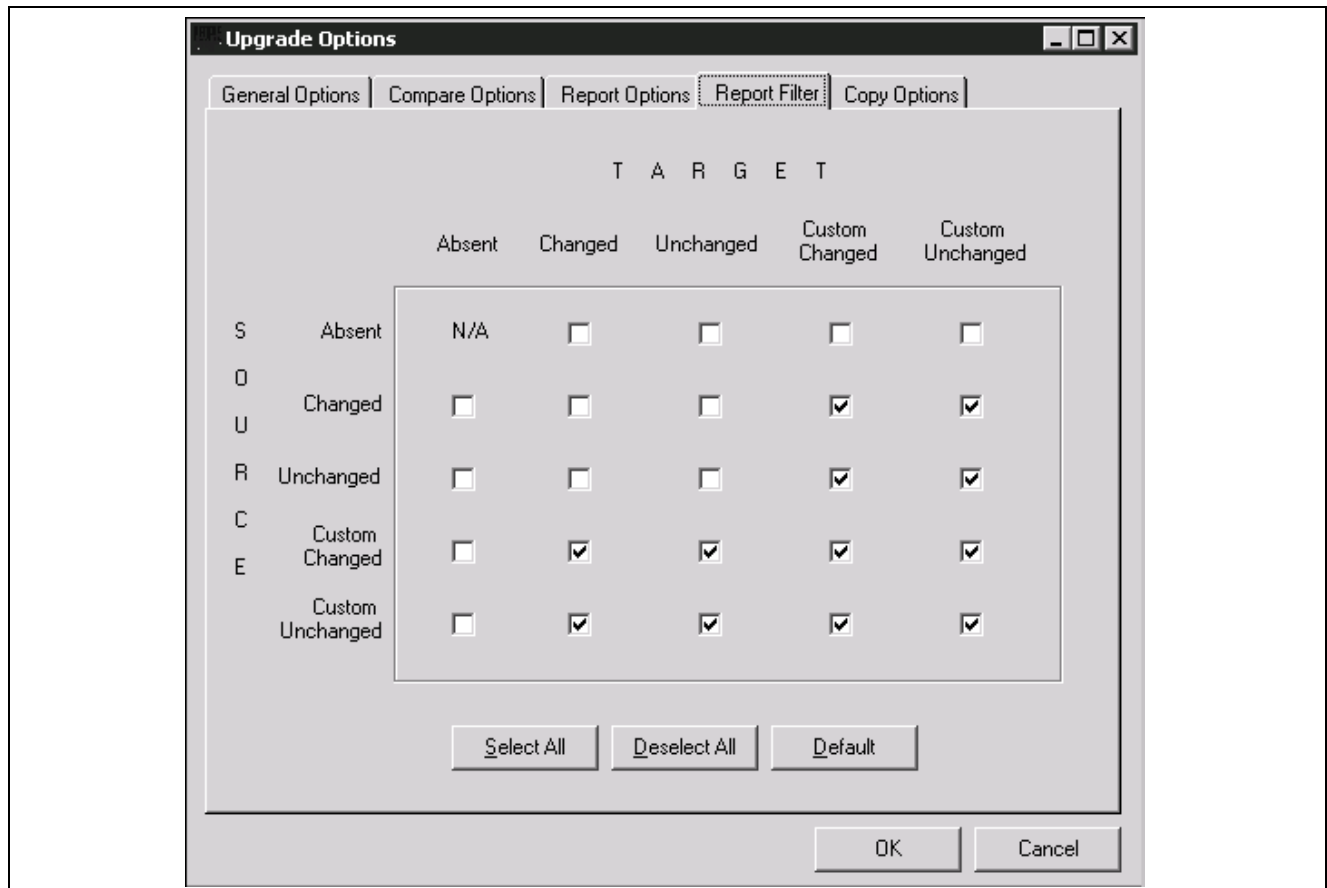 Upgrade Options
General Options Compare Options Report Options Report Filter Copy Options
T A R G E T
Absent Changed Unchanged Custom Changed Custom Unchanged
S O U R C E
Absent N/A
Changed
Unchanged
Custom Changed
Custom Unchanged
Select All Deselect All Default
OK Cancel